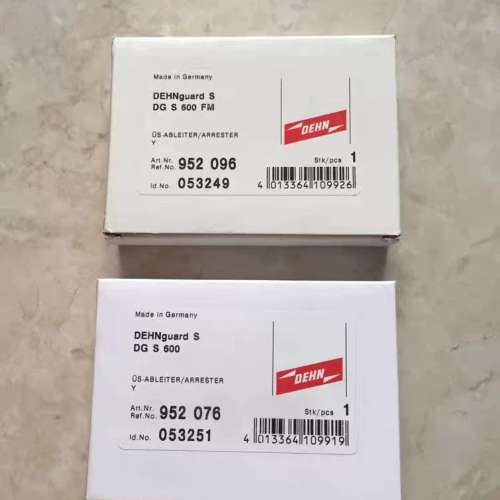 Made in Germany
DEHNguard S
DG S 600 FM
DEHN
ÜS-ABLEITER/ARRESTER
Y
Stk/pcs 1
Art.Nr.
Ref.No. 952 096
Id.No. 053249
4 013364 109926
Made in Germany
DEHNguard S
DG S 600
DEHN
ÜS-ABLEITER/ARRESTER
Y
Stk/pcs 1
Art.Nr.
Ref.No. 952 076
Id.No. 053251
4 013364 109919